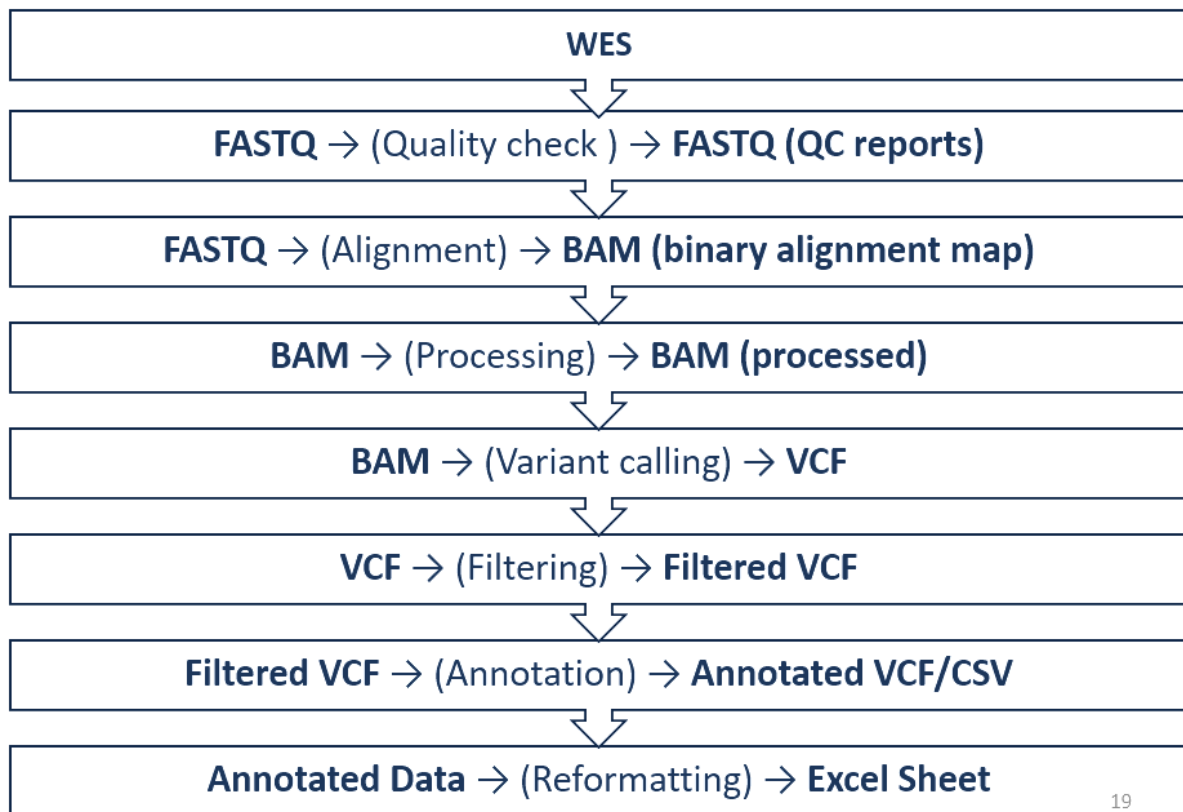 WES
FASTQ → (Quality check ) → FASTQ (QC reports)
FASTQ → (Alignment) → BAM (binary alignment map)
BAM → (Processing) → BAM (processed)
BAM → (Variant calling) → VCF
VCF → (Filtering) → Filtered VCF
Filtered VCF → (Annotation) → Annotated VCF/CSV
Annotated Data → (Reformatting) → Excel Sheet
19